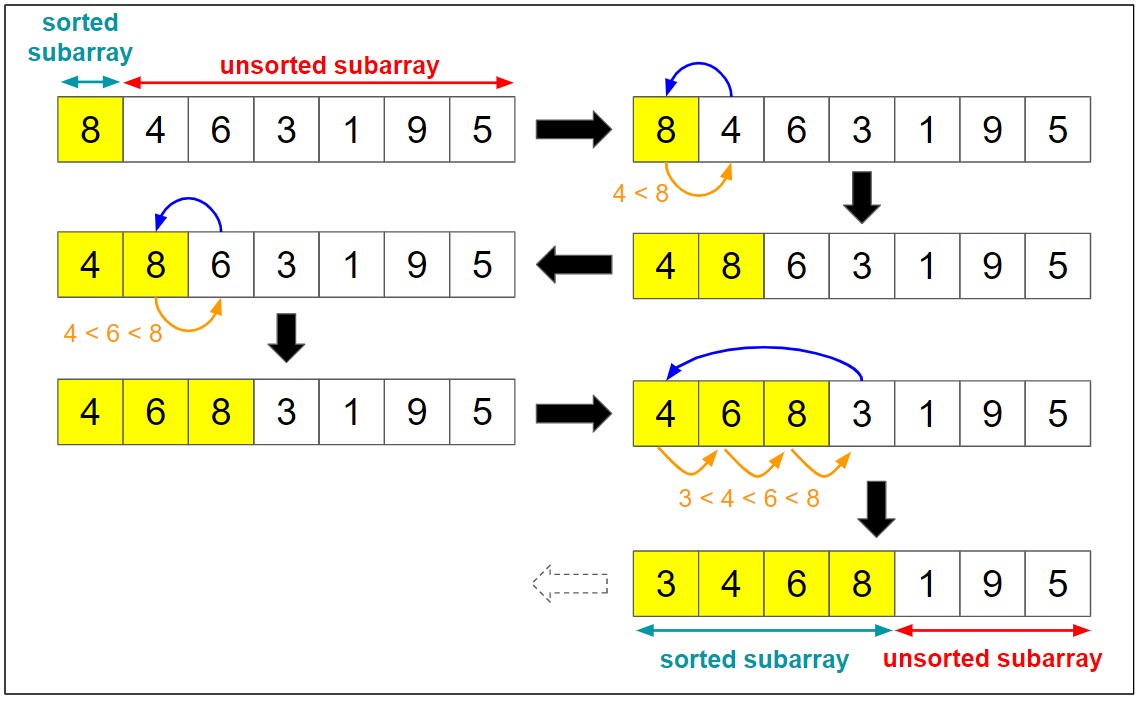 sorted
subarray
unsorted subarray
8 4 6 3 1 9 5
8 4 6 3 1 9 5
4 < 8
4 8 6 3 1 9 5
4 < 6 < 8
4 8 6 3 1 9 5
4 6 8 3 1 9 5
4 6 8 3 1 9 5
3 < 4 < 6 < 8
3 4 6 8 1 9 5
sorted subarray
unsorted subarray